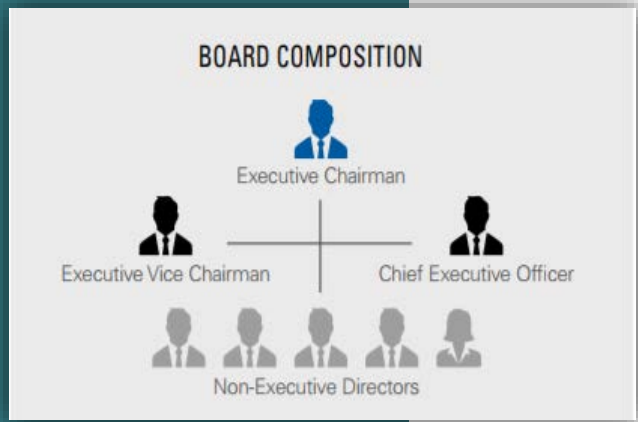 BOARD COMPOSITION
Executive Chairman
Executive Vice Chairman
Chief Executive Officer
Non-Executive Directors